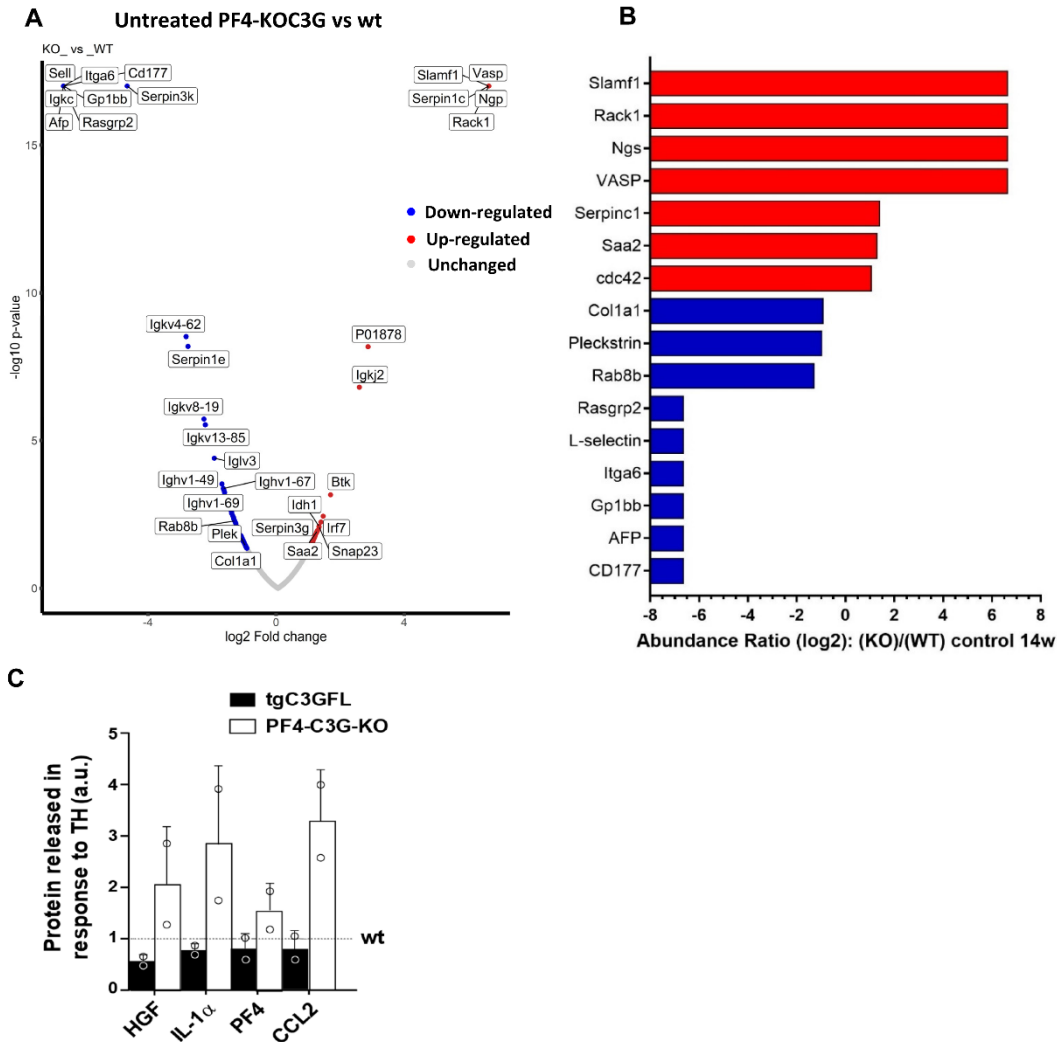 A
Untreated PF4-KOC3G vs wt
KO_ vs _WT
Sell
Itga6
Cd177
Igkc
Gp1bb
Serpin3k
Afp
Rasgrp2
Slamf1
Vasp
Serpin1c
Ngp
Rack1
Down-regulated
Up-regulated
Unchanged
Igkv4-62
Serpin1e
P01878
Igkj2
Igkv8-19
Igkv13-85
Iglv3
Ighv1-49
Ighv1-67
Btk
Ighv1-69
Idh1
Rab8b
Plek
Serpin3g
Irf7
Col1a1
Saa2
Snap23
-log10 p-value
15
10
5
0
-4
0
4
log2 Fold change
B
Slamf1
Rack1
Ngs
VASP
Serpinc1
Saa2
cdc42
Col1a1
Pleckstrin
Rab8b
Rasgrp2
L-selectin
Itga6
Gp1bb
AFP
CD177
-8 -6 -4 -2 0 2 4 6 8 10
Abundance Ratio (log2): (KO)/(WT) control 14w
C
tgC3GFL
PF4-C3G-KO
Protein released in
response to TH (a.u.)
5
4
3
2
1
0
wt
HGF
IL-1α
PF4
CCL2